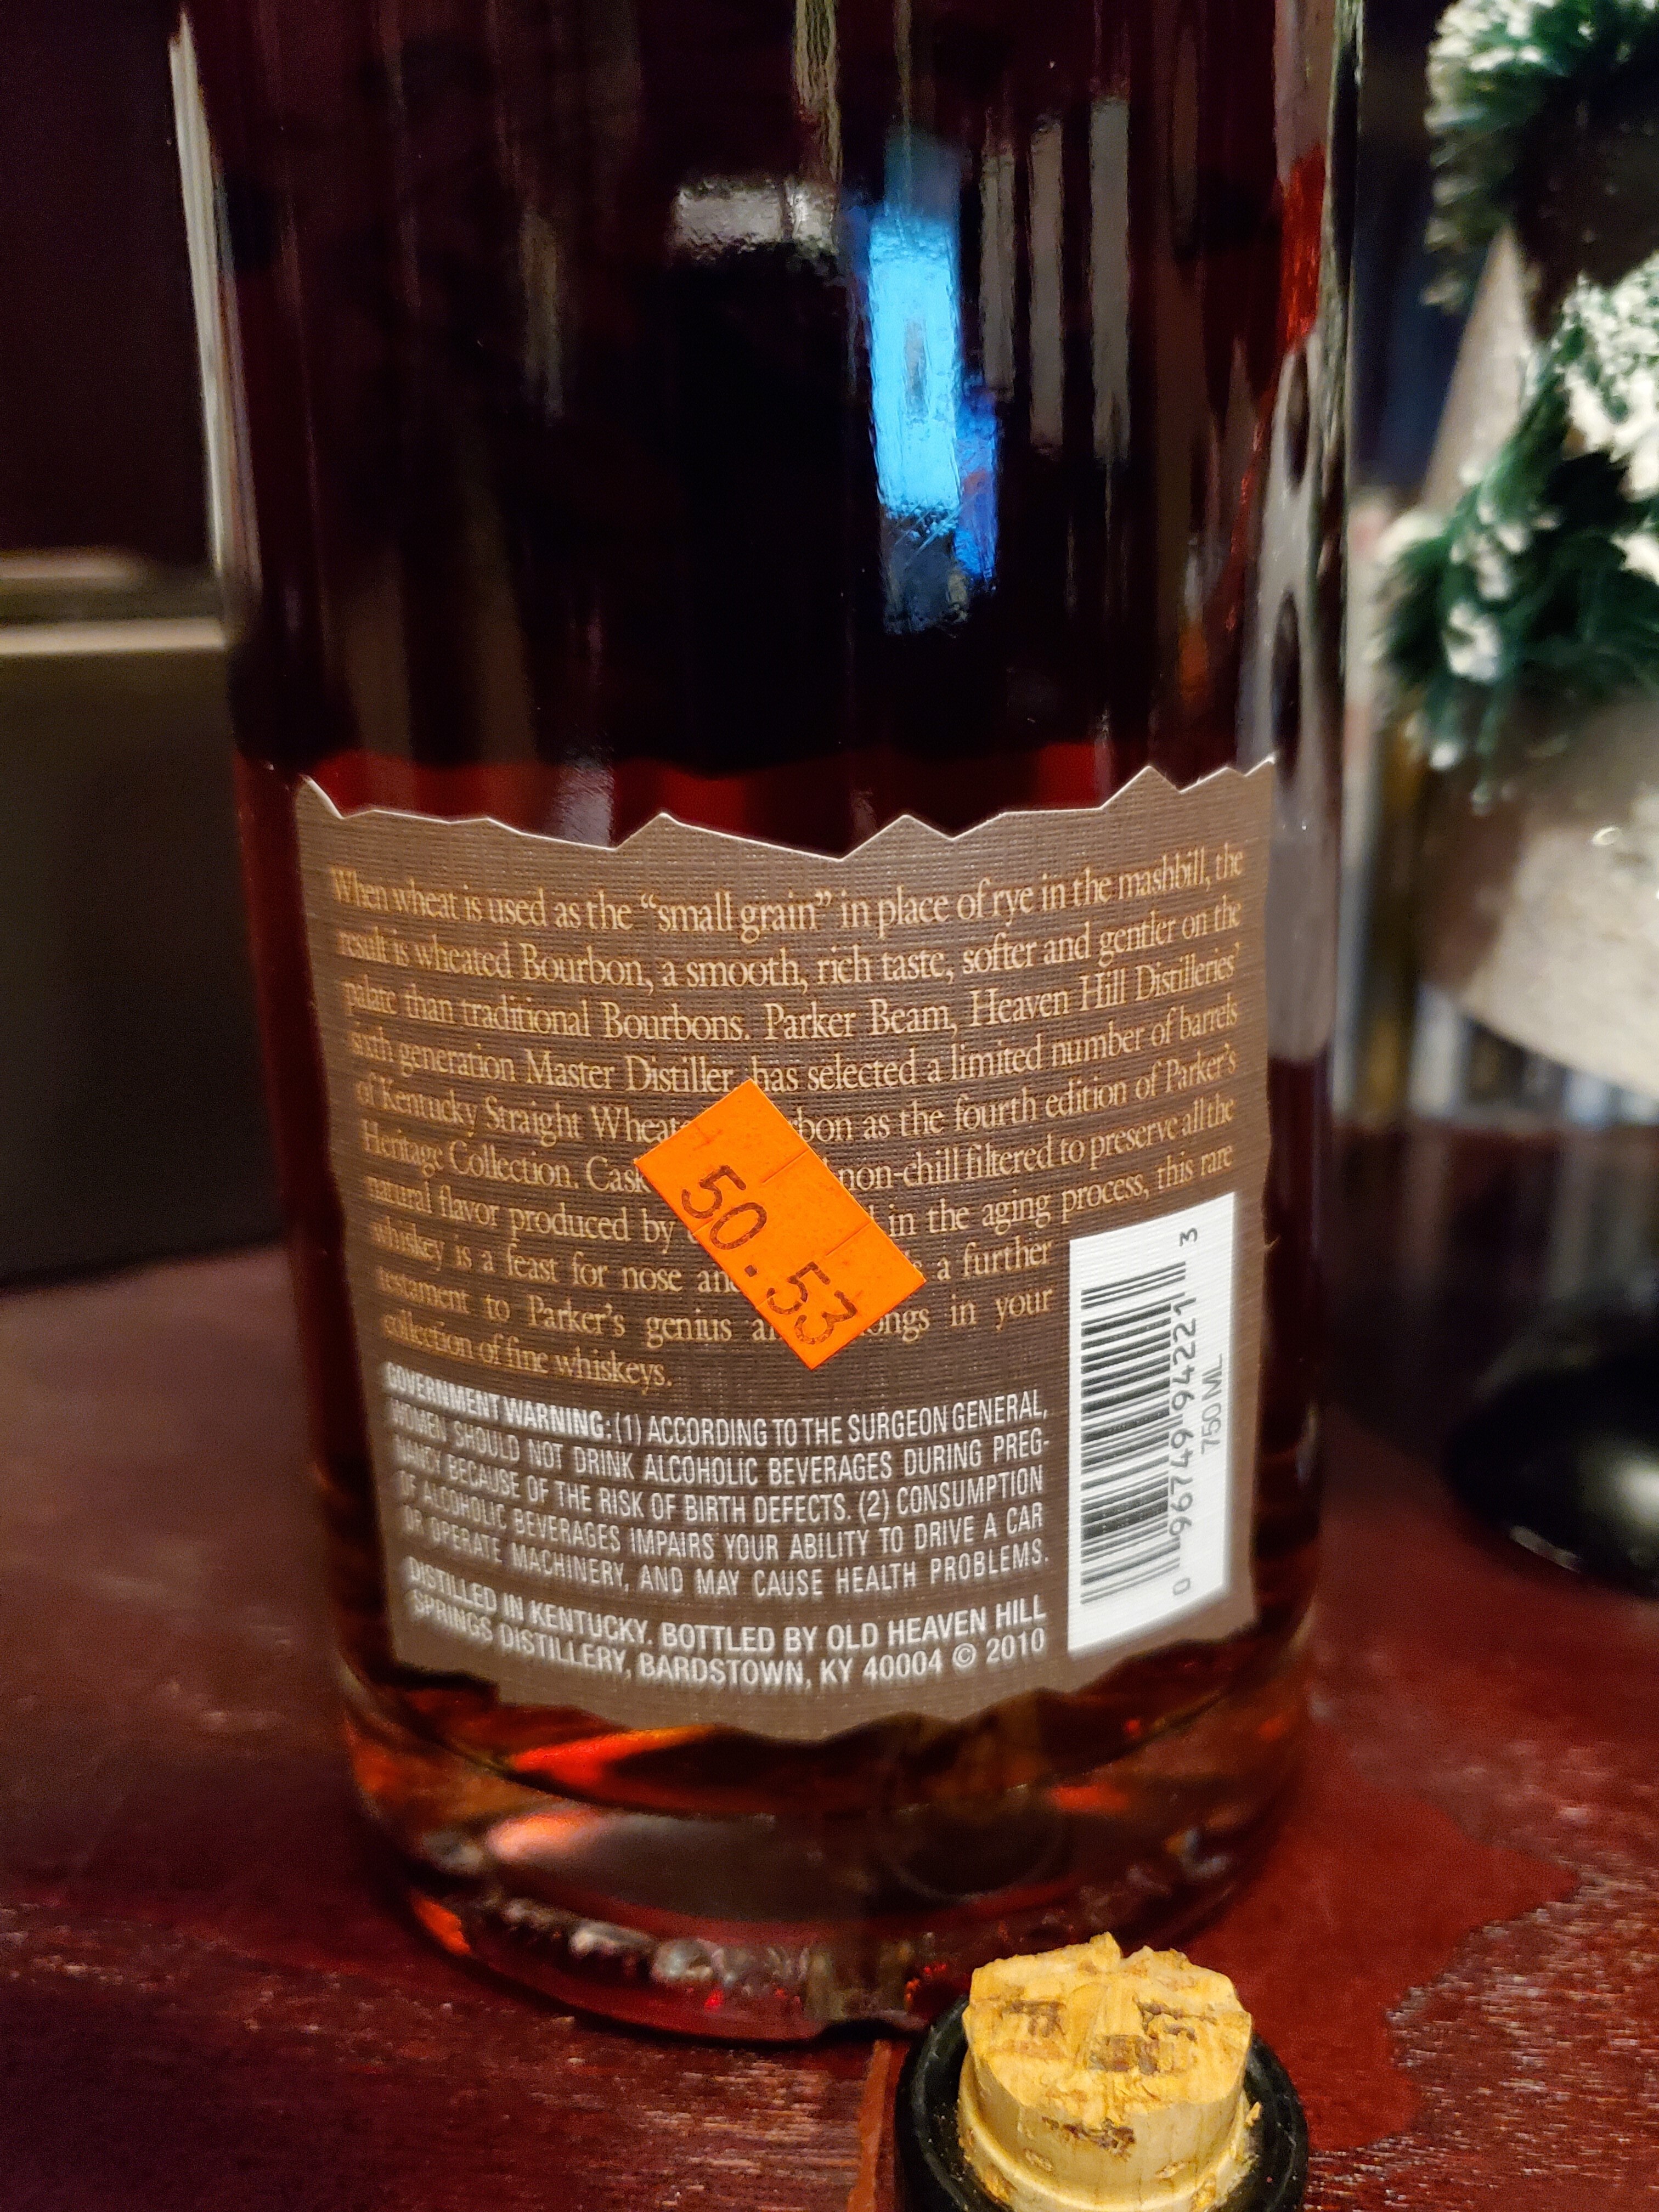 When wheat is used as the “small grain” in place of rye in the mashbill, the
result is wheated Bourbon, a smooth, rich taste, softer and gentler on the
palate than traditional Bourbons. Parker Beam, Heaven Hill Distilleries’
sixth generation Master Distiller has selected a limited number of barrels
of Kentucky Straight bon as the fourth edition of Parker’s
Heritage Collection. Cask non-chill filtered to preserve all the
natural flavor produced by in the aging process, this rare
whiskey is a feast for nose a further
testament to Parker’s genius in your
collection of fine whiskeys.
50.53
GOVERNMENT WARNING: (1) ACCORDING TO THE SURGEON GENERAL,
WOMEN SHOULD NOT DRINK ALCOHOLIC BEVERAGES DURING PREG-
NANCY BECAUSE OF THE RISK OF BIRTH DEFECTS. (2) CONSUMPTION
OF ALCOHOLIC BEVERAGES IMPAIRS YOUR ABILITY TO DRIVE A CAR
OR OPERATE MACHINERY, AND MAY CAUSE HEALTH PROBLEMS.
DISTILLED IN KENTUCKY. BOTTLED BY OLD HEAVEN HILL
SPRINGS DISTILLERY, BARDSTOWN, KY 40004 © 2010
0 96749 94221 3
750 ML